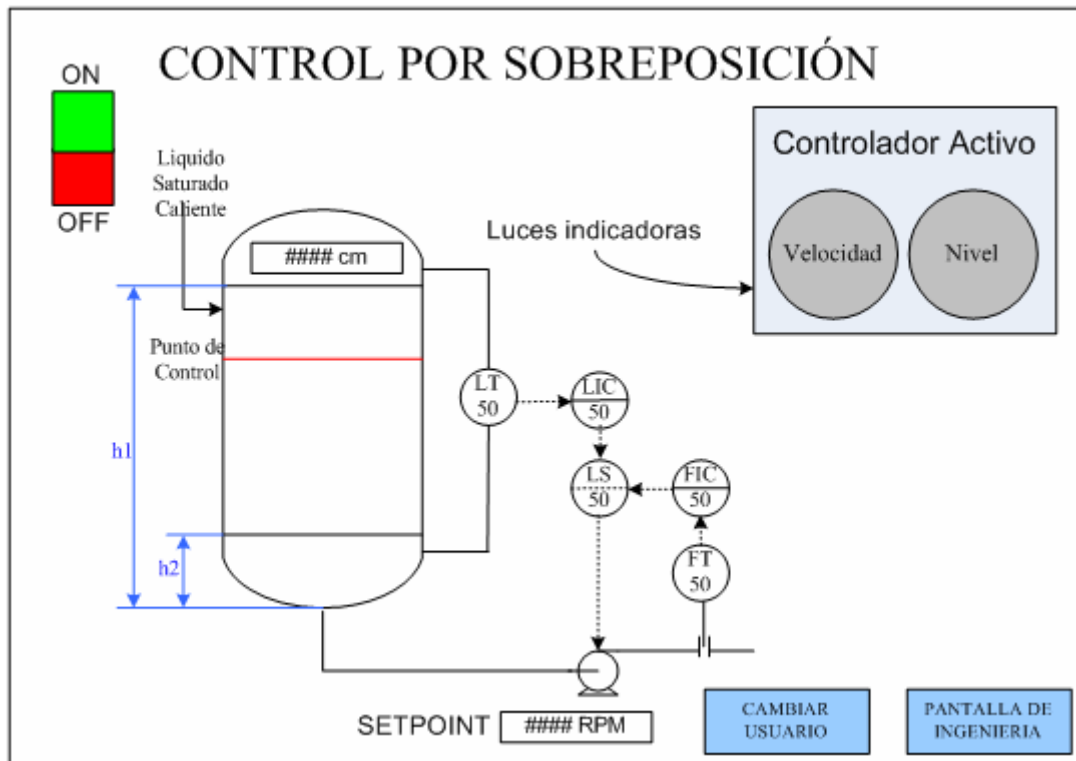 CONTROL POR SOBREPOSICIÓN
ON
OFF
Liquido
Saturado
Caliente
Controlador Activo
Velocidad
Nivel
Luces indicadoras
#### cm
Punto de
Control
h1
h2
LT
50
LIC
50
LS
50
FIC
50
FT
50
SETPOINT #### RPM
CAMBIAR
USUARIO
PANTALLA DE
INGENIERIA